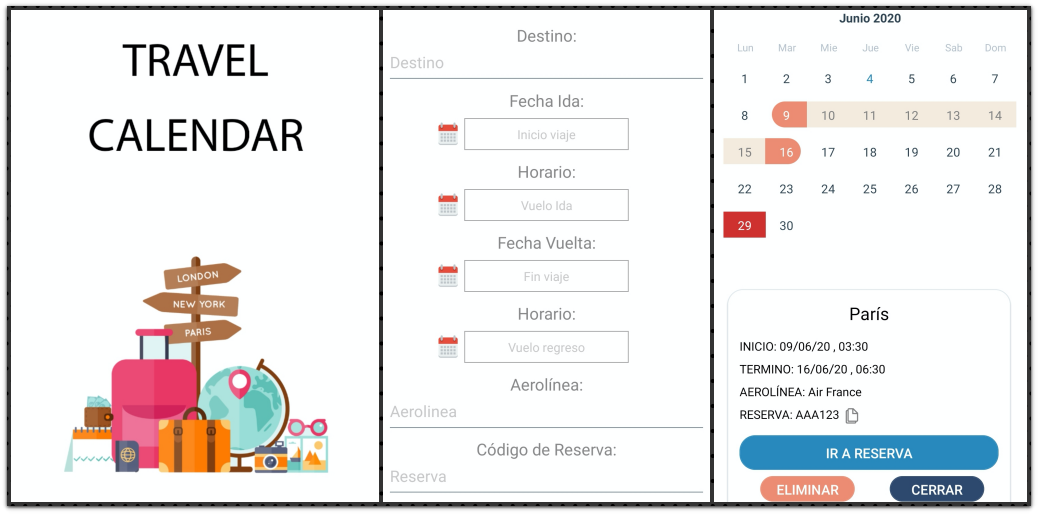 TRAVEL
CALENDAR
LONDON
NEW YORK
PARIS
Destino:
Destino
Fecha Ida:
Inicio viaje
Horario:
Vuelo Ida
Fecha Vuelta:
Fin viaje
Horario:
Vuelo regreso
Aerolínea:
Aerolinea
Código de Reserva:
Reserva
Junio 2020
Lun Mar Mie Jue Vie Sab Dom
1 2 3 4 5 6 7
8 9 10 11 12 13 14
15 16 17 18 19 20 21
22 23 24 25 26 27 28
29 30
París
INICIO: 09/06/20 , 03:30
TERMINO: 16/06/20 , 06:30
AEROLÍNEA: Air France
RESERVA: AAA123
IR A RESERVA
ELIMINAR CERRAR